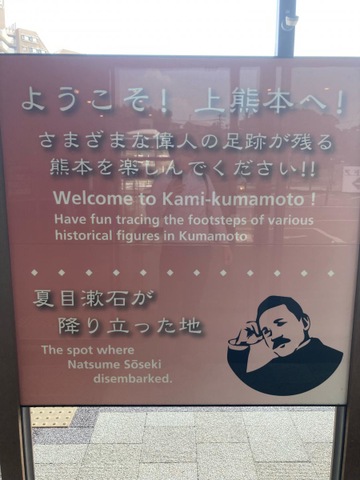 ようこそ！上熊本へ！
さまざまな偉人の足跡が残る
熊本を楽しんでください!!
Welcome to Kami-kumamoto !
Have fun tracing the footsteps of various
historical figures in Kumamoto
夏目漱石が
降り立った地
The spot where
Natsume Sōseki
disembarked.